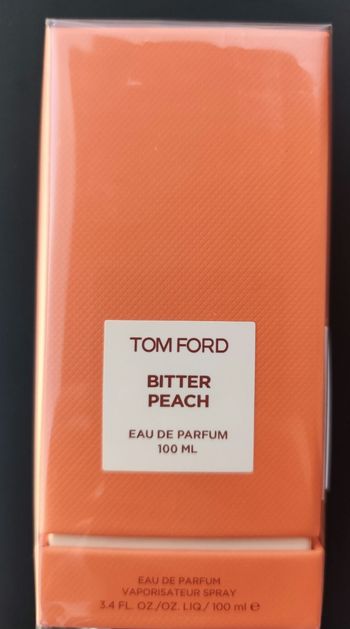 TOM FORD
BITTER
PEACH
EAU DE PARFUM
100 ML
EAU DE PARFUM
VAPORISATEUR SPRAY
3.4 FL. OZ./OZ. LIQ./ 100 ml ℮